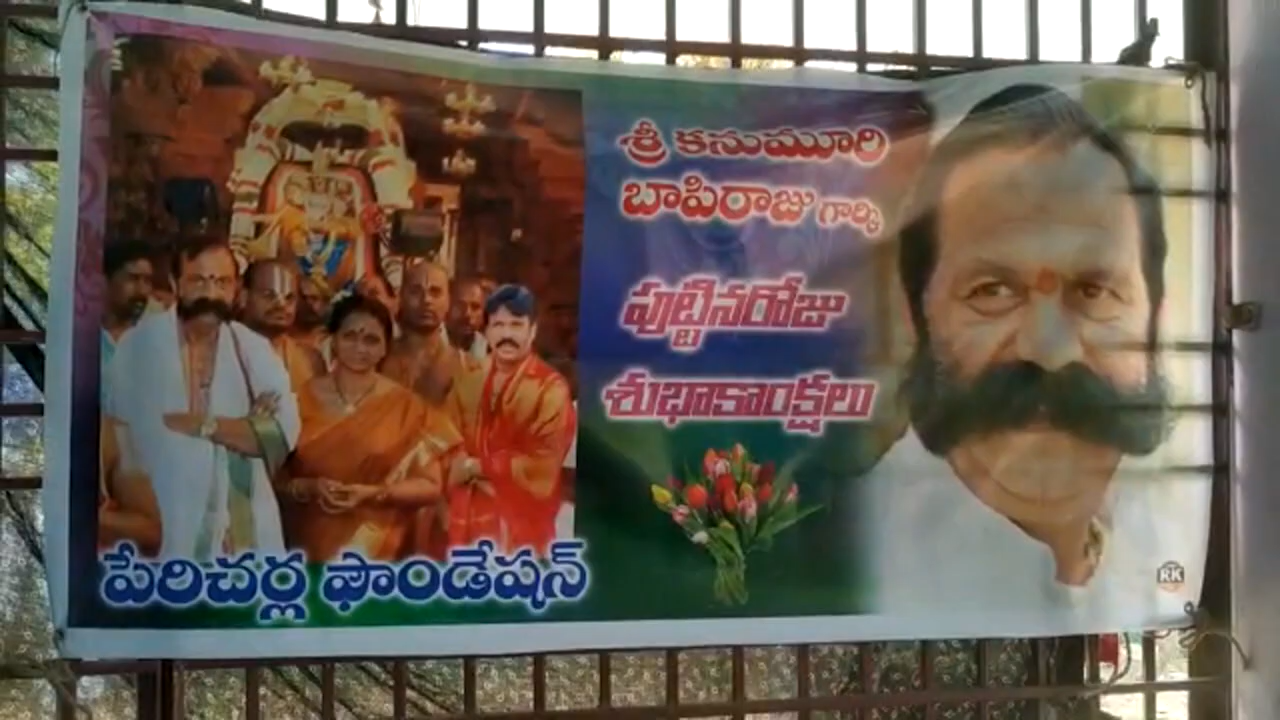 శ్రీ కనుమూరి
బాపిరాజు గార్కి
పుట్టినరోజు
శుభాకాంక్షలు
పేరిచర్ల ఫౌండేషన్
RK